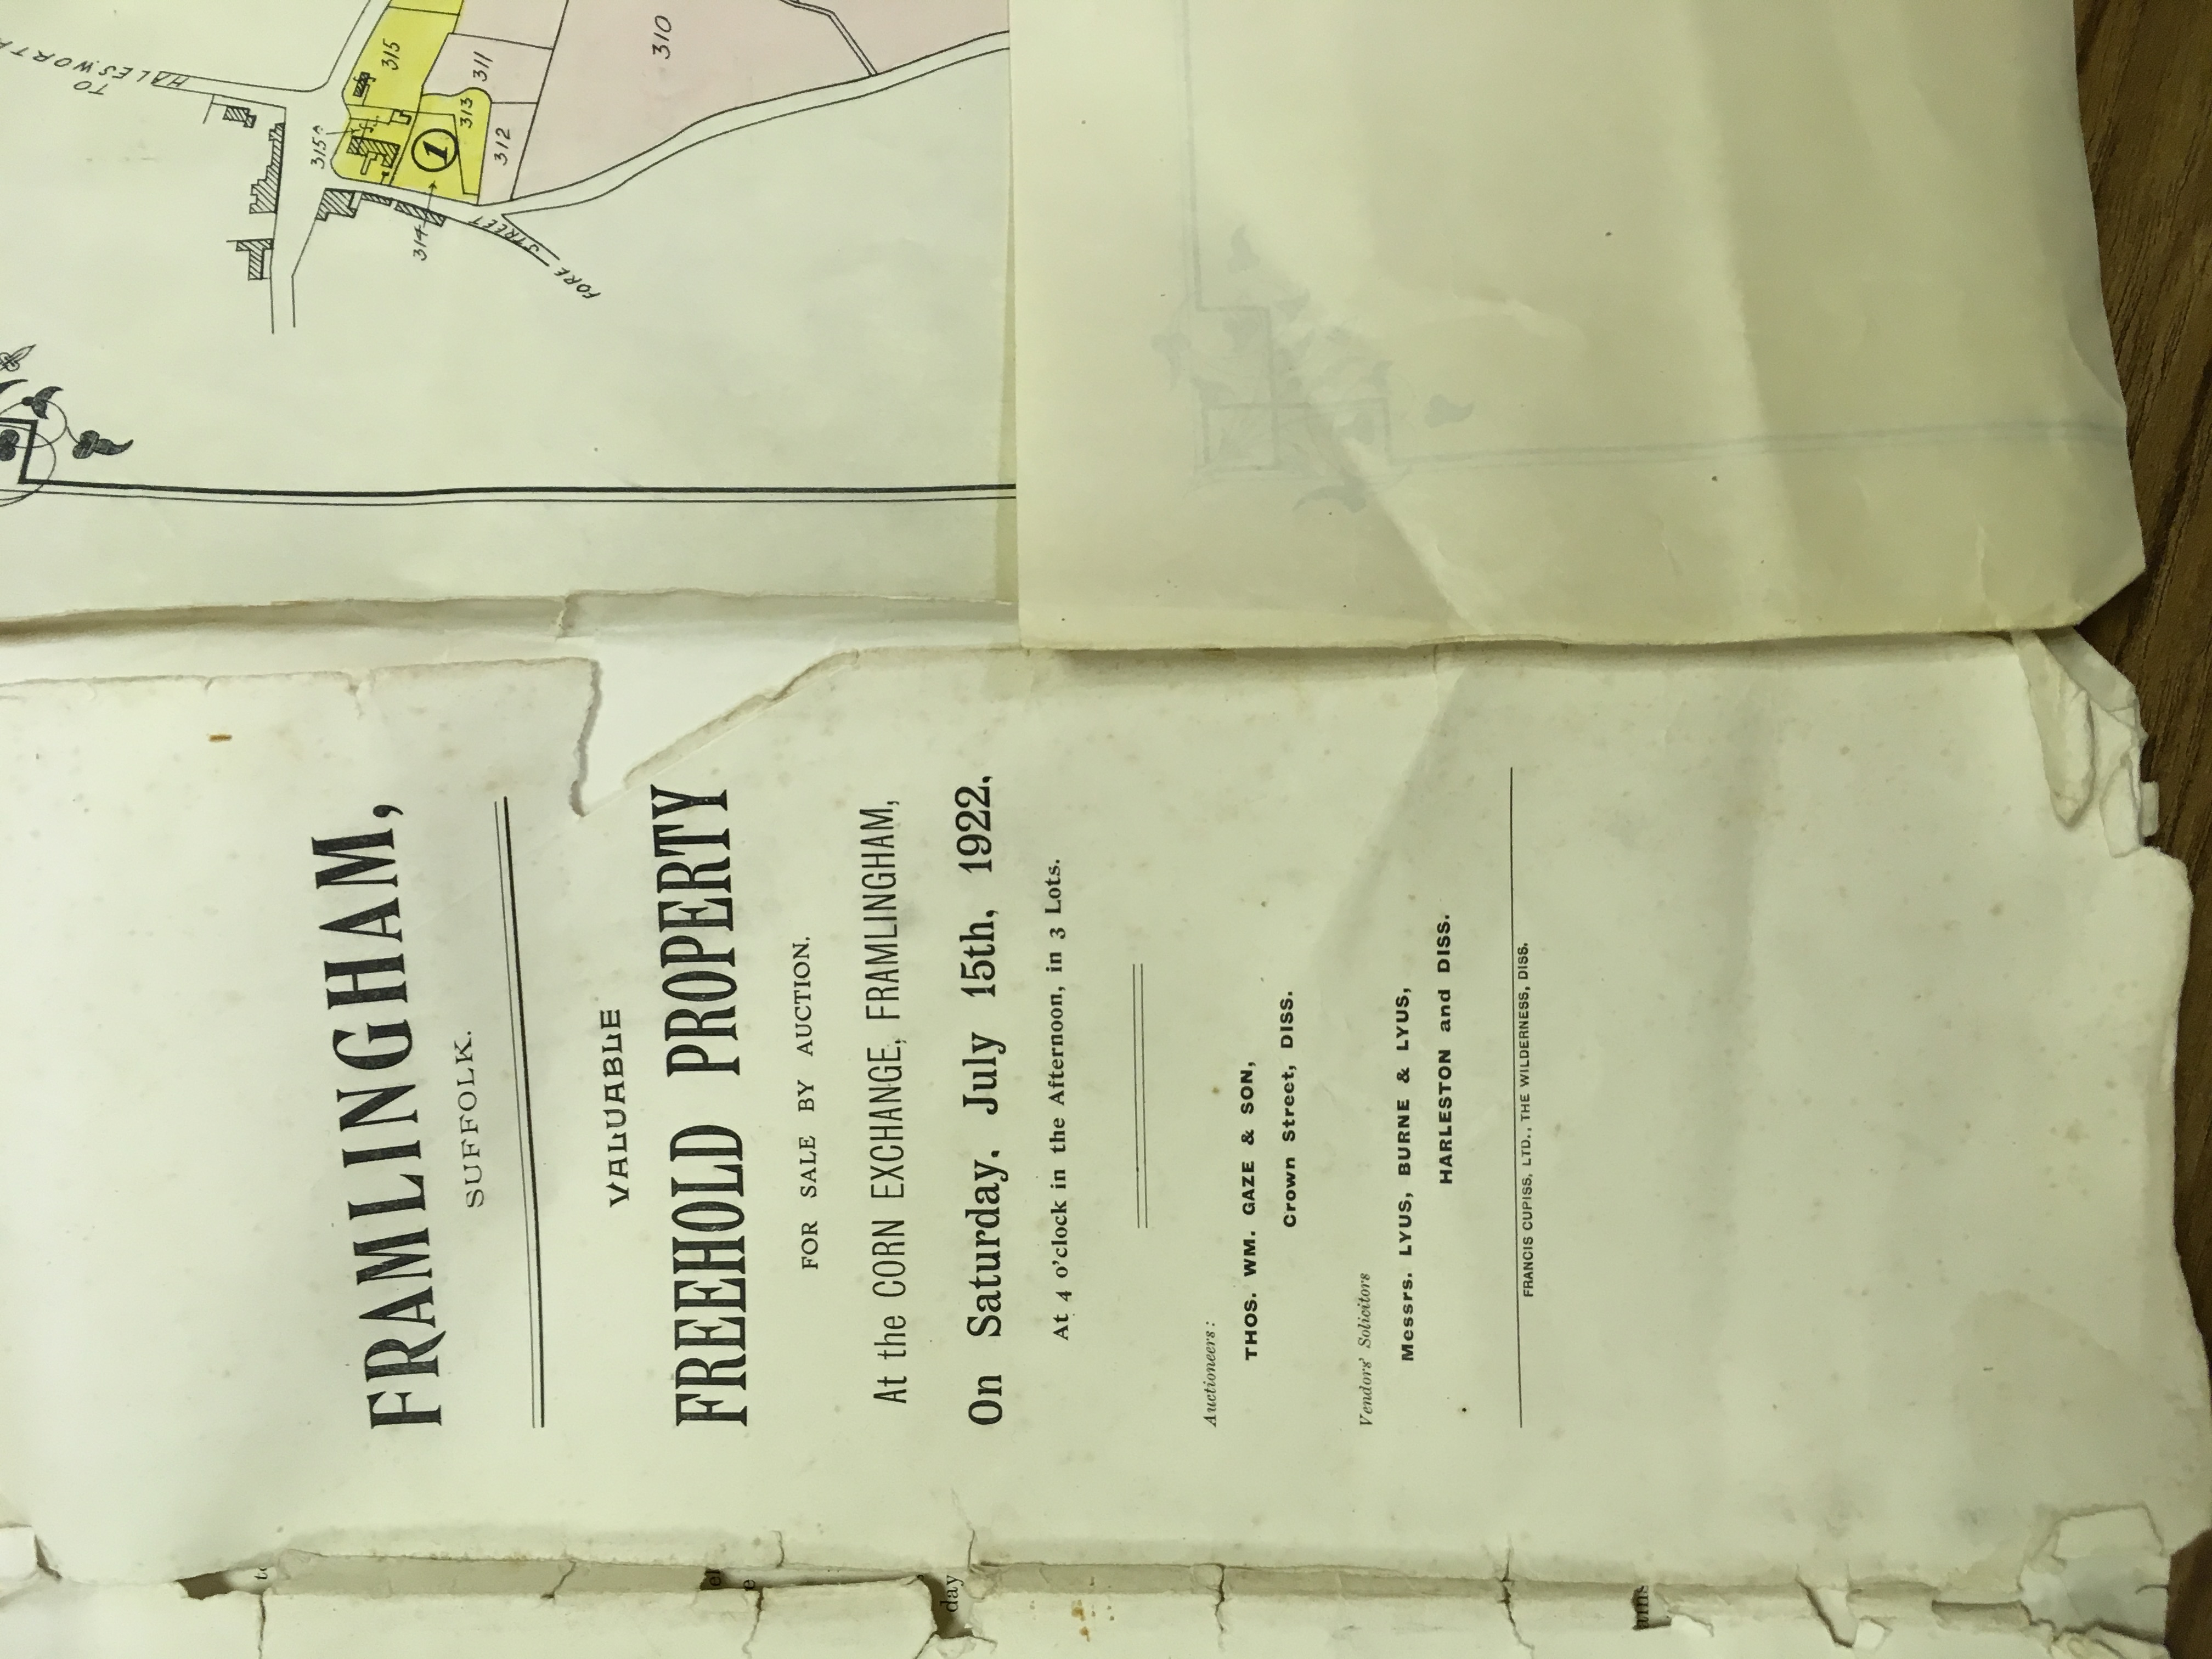 FRAMLINGHAM,
SUFFOLK.
VALUABLE
FREEHOLD PROPERTY
FOR SALE BY AUCTION.
At the CORN EXCHANGE, FRAMLINGHAM,
On Saturday. July 15th, 1922,
At 4 o'clock in the Afternoon, in 3 Lots.
Auctioneers:
THOS. WM. GAZE & SON,
Crown Street, DISS.
Vendors' Solicitors
Messrs. LYUS, BURNE & LYUS,
HARLESTON and DISS.
FRANCIS CUPISS, LTD., THE WILDERNESS, DISS.
TO
HALESWORTH
315
315A
311
310
313
1
312
314
FORE STREET
day